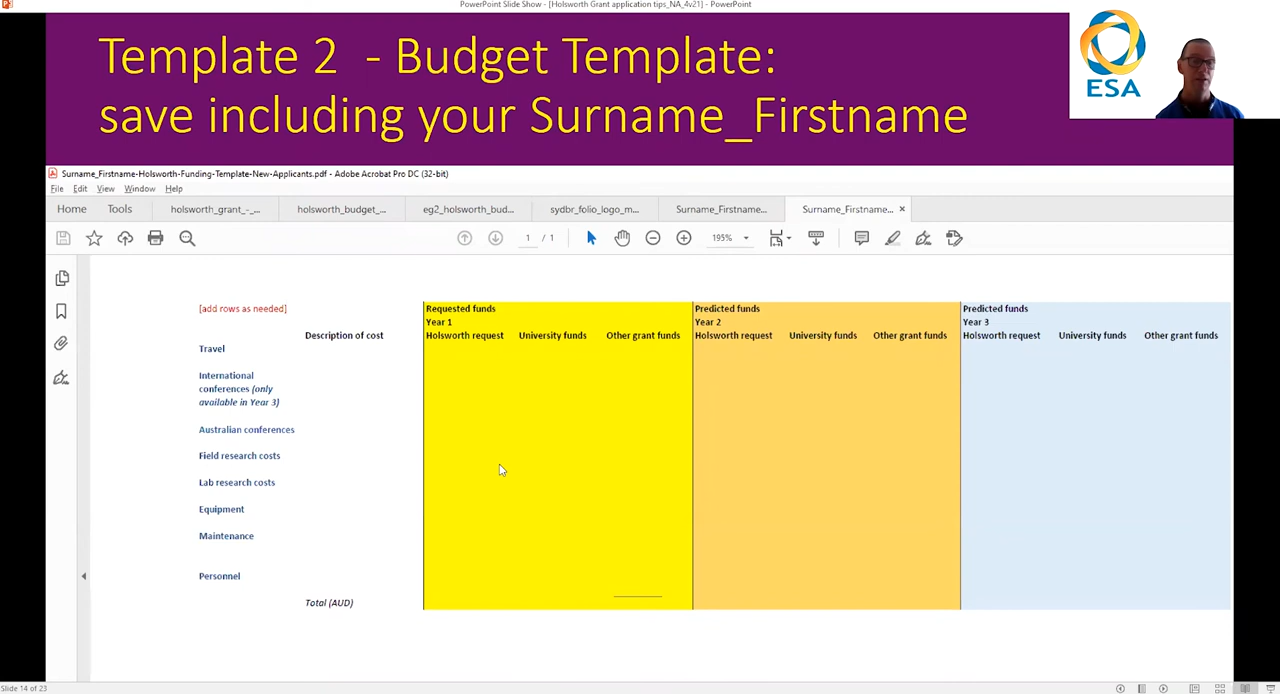 PowerPoint Slide Show - [Holsworth Grant application tips_NA_4v21] - PowerPoint
Template 2 - Budget Template:
save including your Surname_Firstname
ESA
Surname_Firstname-Holsworth-Funding-Template-New-Applicants.pdf - Adobe Acrobat Pro DC (32-bit)
File Edit View Window Help
Home Tools holsworth_grant_-_... holsworth_budget_... eg2_holsworth_bud... sydbr_folio_logo_m... Surname_Firstname... Surname_Firstname... ×
1 / 1 195%
[add rows as needed] Requested funds Predicted funds Predicted funds
Year 1 Year 2 Year 3
Description of cost Holsworth request University funds Other grant funds Holsworth request University funds Other grant funds Holsworth request University funds Other grant funds
Travel
International
conferences (only
available in Year 3)
Australian conferences
Field research costs
Lab research costs
Equipment
Maintenance
Personnel
Total (AUD)
Slide 14 of 23